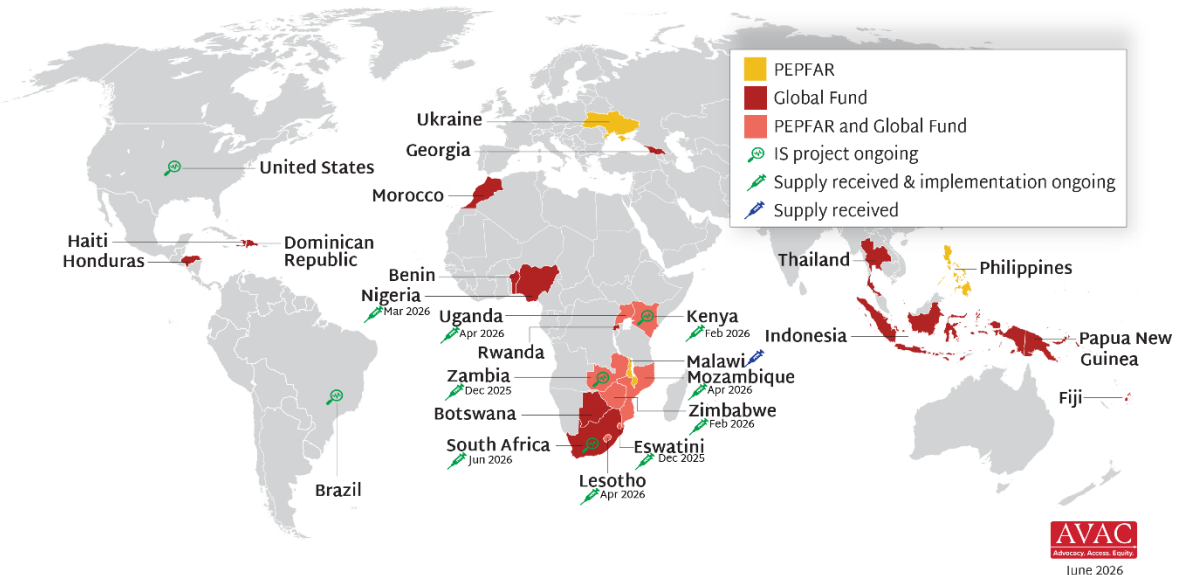 PEPFAR
Global Fund
PEPFAR and Global Fund
IS project ongoing
Supply received & implementation ongoing
Supply received
Ukraine
Georgia
United States
Morocco
Haiti
Dominican
Republic
Honduras
Benin
Nigeria
Mar 2026
Uganda
Apr 2026
Kenya
Feb 2026
Rwanda
Malawi
Zambia
Dec 2025
Mozambique
Apr 2026
Botswana
Zimbabwe
Feb 2026
South Africa
Jun 2026
Eswatini
Dec 2025
Lesotho
Apr 2026
Brazil
Thailand
Philippines
Indonesia
Papua New
Guinea
Fiji
AVAC
Advocacy. Access. Equity.
June 2026